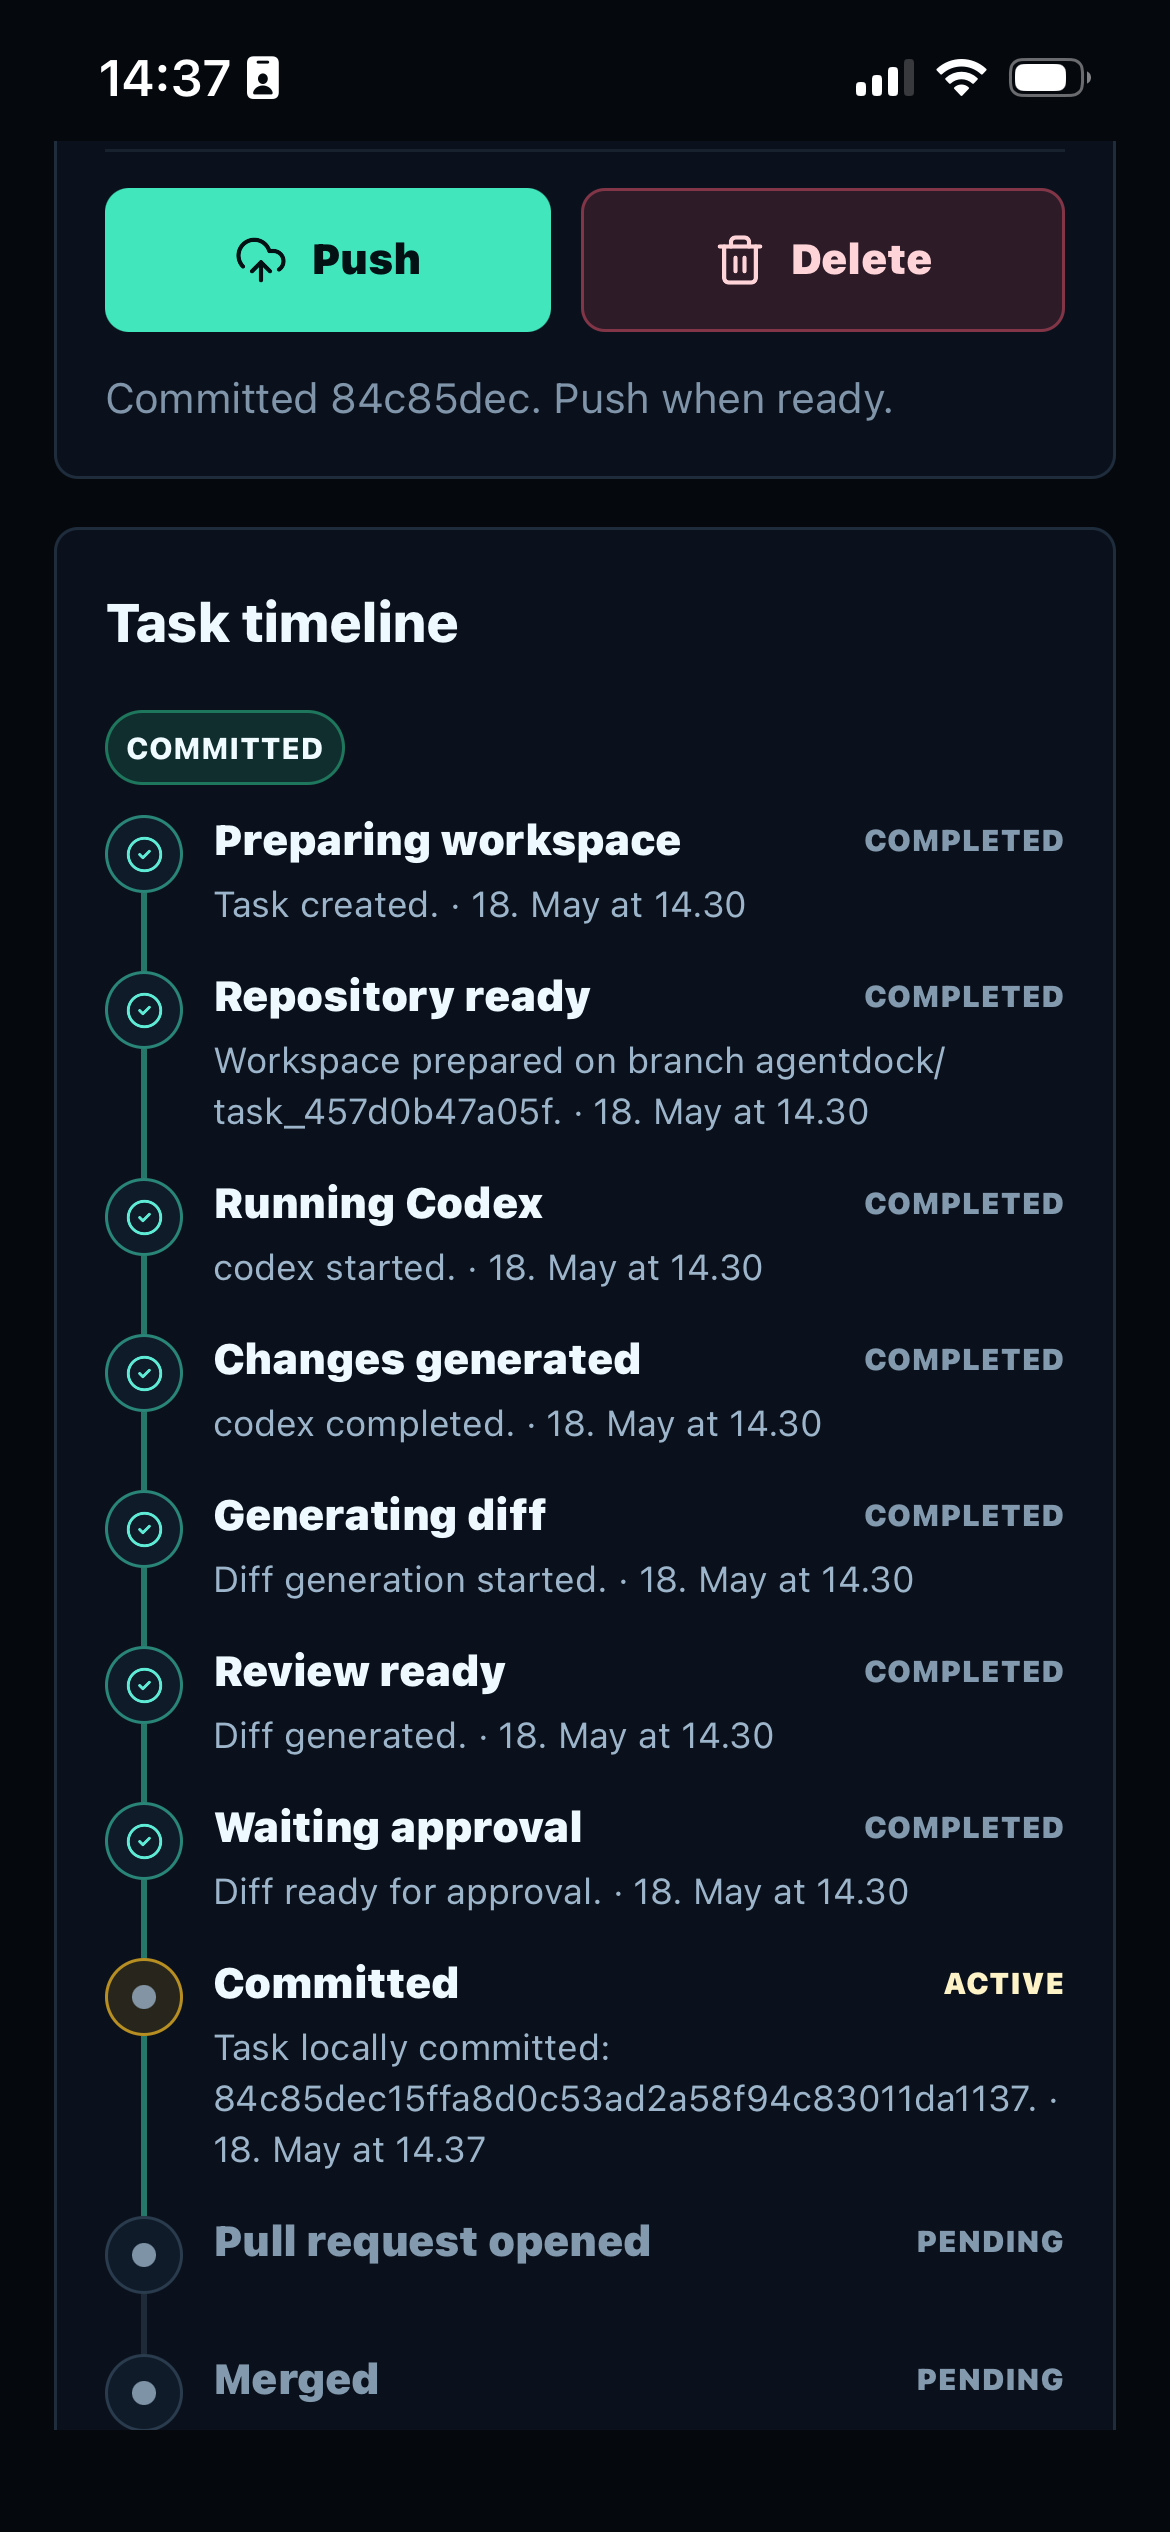 14:37
Push
Delete
Committed 84c85dec. Push when ready.
Task timeline
COMMITTED
Preparing workspace COMPLETED
Task created. · 18. May at 14.30
Repository ready COMPLETED
Workspace prepared on branch agentdock/
task_457d0b47a05f. · 18. May at 14.30
Running Codex COMPLETED
codex started. · 18. May at 14.30
Changes generated COMPLETED
codex completed. · 18. May at 14.30
Generating diff COMPLETED
Diff generation started. · 18. May at 14.30
Review ready COMPLETED
Diff generated. · 18. May at 14.30
Waiting approval COMPLETED
Diff ready for approval. · 18. May at 14.30
Committed ACTIVE
Task locally committed:
84c85dec15ffa8d0c53ad2a58f94c83011da1137. ·
18. May at 14.37
Pull request opened PENDING
Merged PENDING